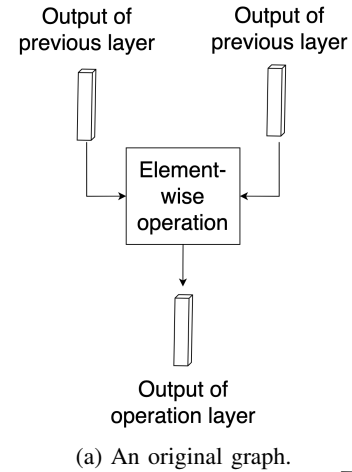 Output of
previous layer
Output of
previous layer
Element-
wise
operation
Output of
operation layer
(a) An original graph.